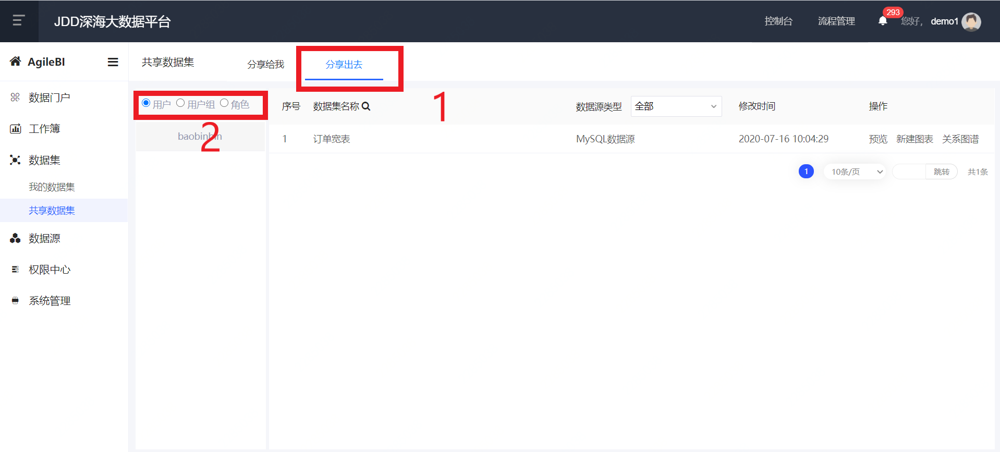 JDD深海大数据平台
控制台
流程管理
293
您好,
demo1
AgileBI
共享数据集
分享给我
分享出去
数据门户
工作簿
数据集
我的数据集
共享数据集
数据源
权限中心
系统管理
用户 用户组 角色
baobinbin
1
2
序号 数据集名称 数据源类型 全部 修改时间 操作
1 订单宽表 MySQL数据源 2020-07-16 10:04:29 预览 新建图表 关系图谱
1 10条/页 跳转 共1条